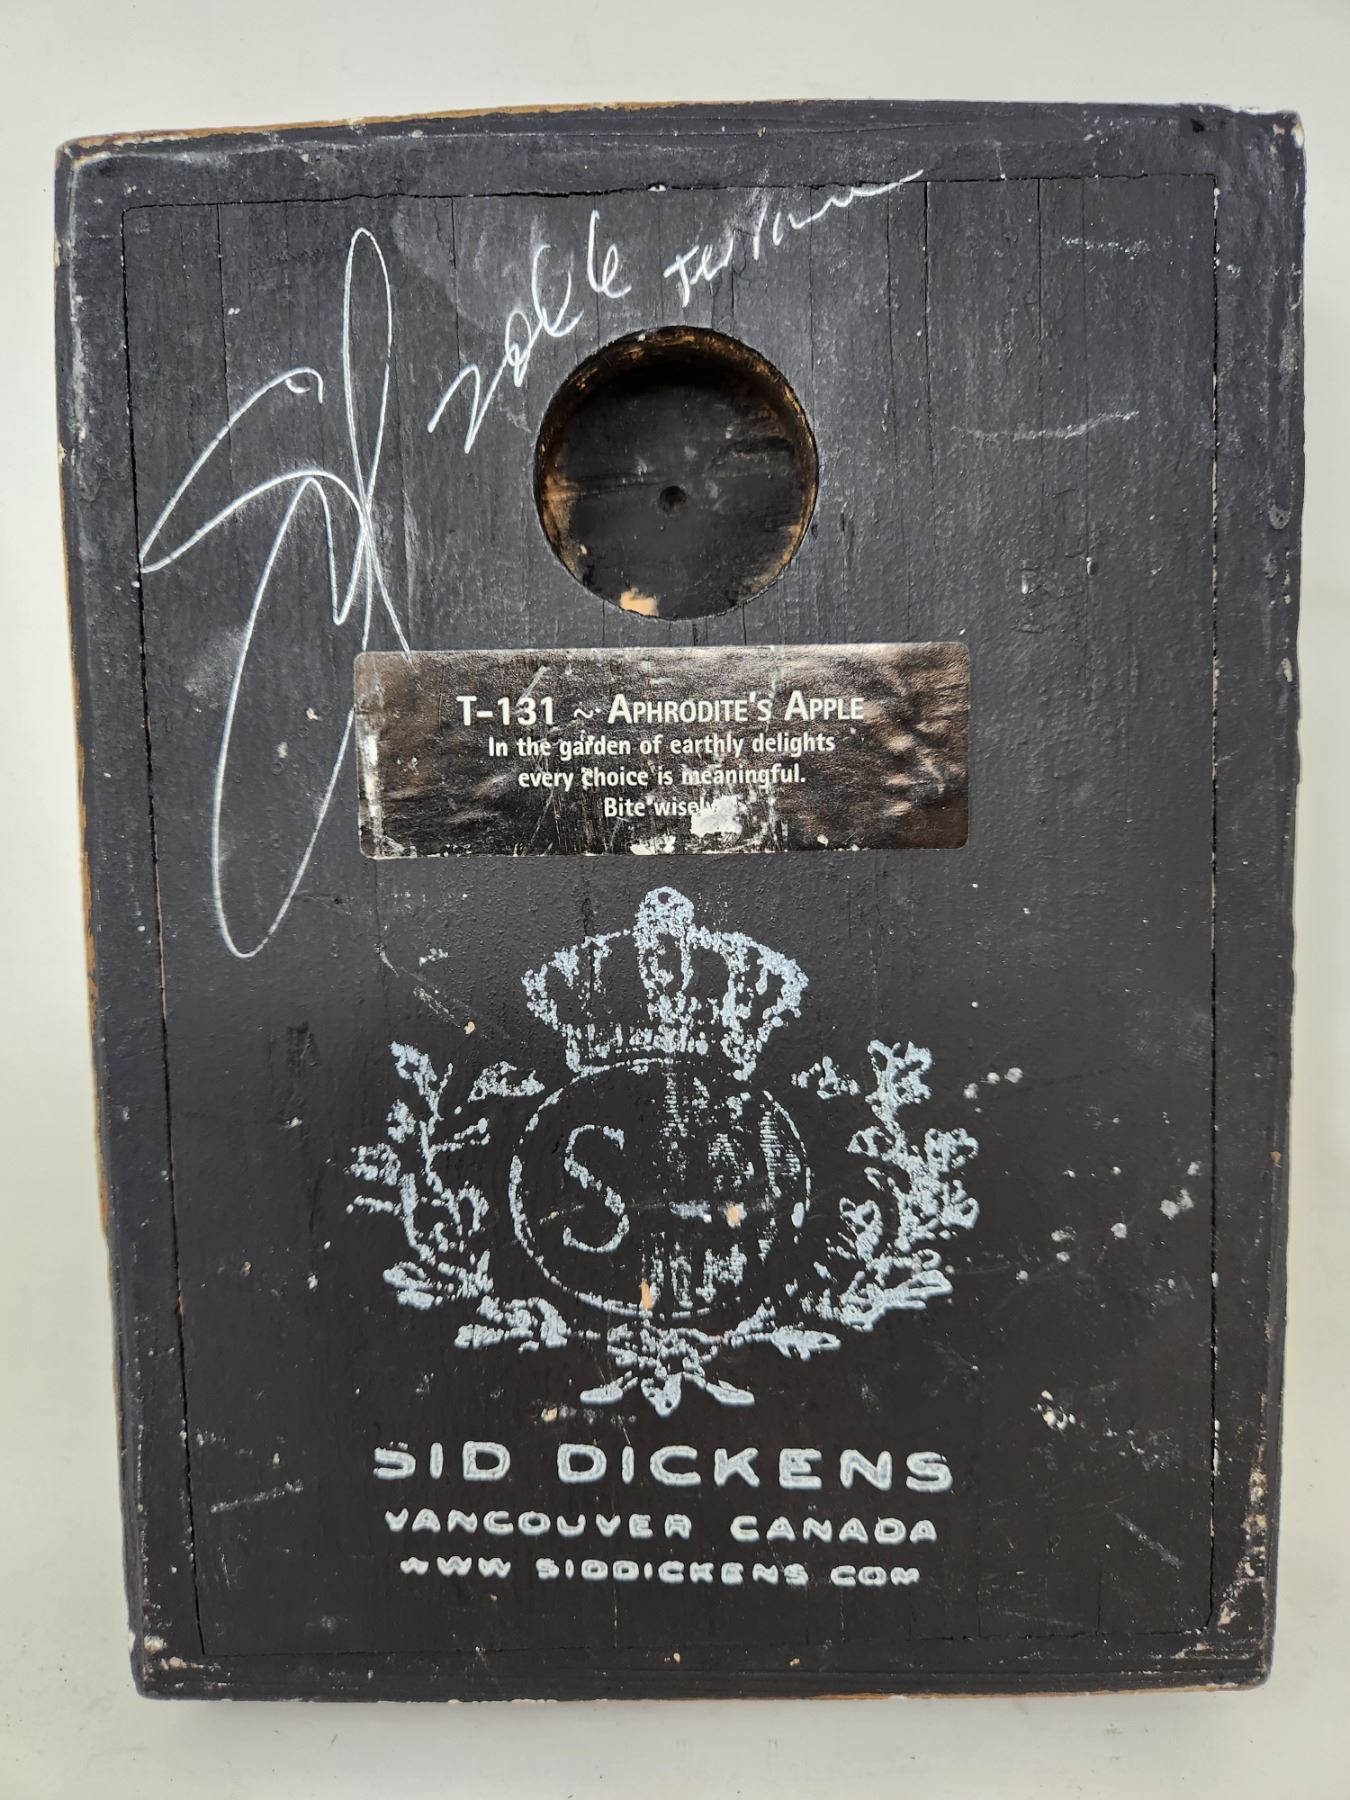 T-131 ~ APHRODITE'S APPLE
In the garden of earthly delights
every choice is meaningful.
Bite wisely
S
SID DICKENS
VANCOUVER CANADA
WWW SIDDICKENS COM